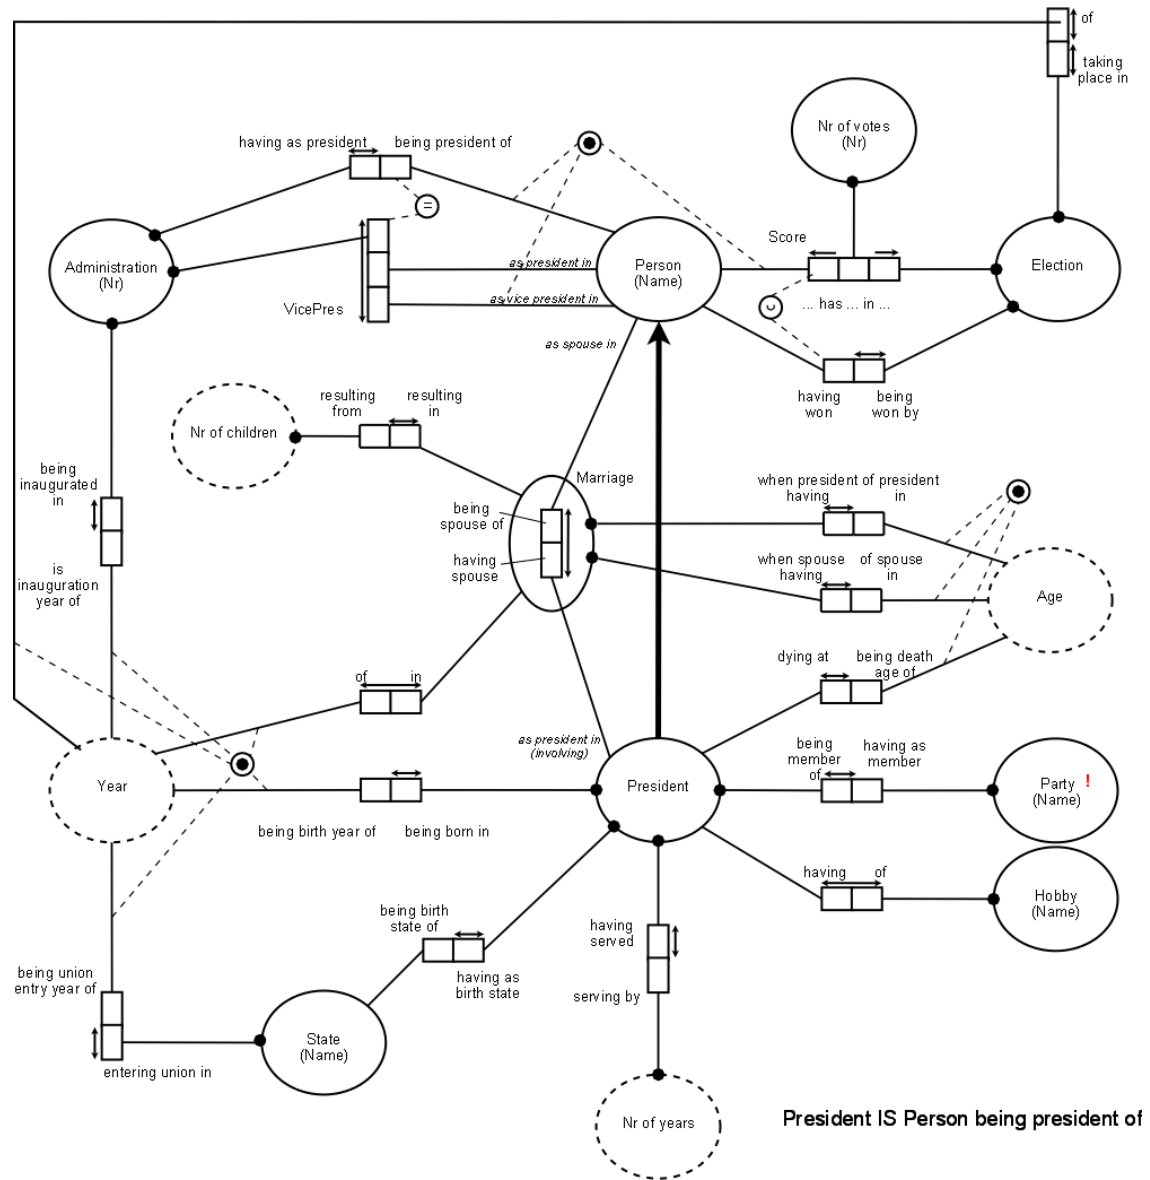 of
taking
place in
Nr of votes
(Nr)
having as president
being president of
=
Administration
(Nr)
Person
(Name)
Score
Election
as president in
as vice president in
VicePres
... has ... in ...
as spouse in
having
won
being
won by
resulting
from
resulting
in
Nr of children
Marriage
being
inaugurated
in
being
spouse of
having
spouse
when president
having
of president
in
when spouse
having
of spouse
in
is
inauguration
year of
Age
dying at
being death
age of
of
in
as president in
(involving)
being
member
of
having as
member
Year
President
Party !
(Name)
being birth year of
being born in
having
of
Hobby
(Name)
being birth
state of
having
served
having as
birth state
being union
entry year of
serving by
State
(Name)
entering union in
Nr of years
President IS Person being president of